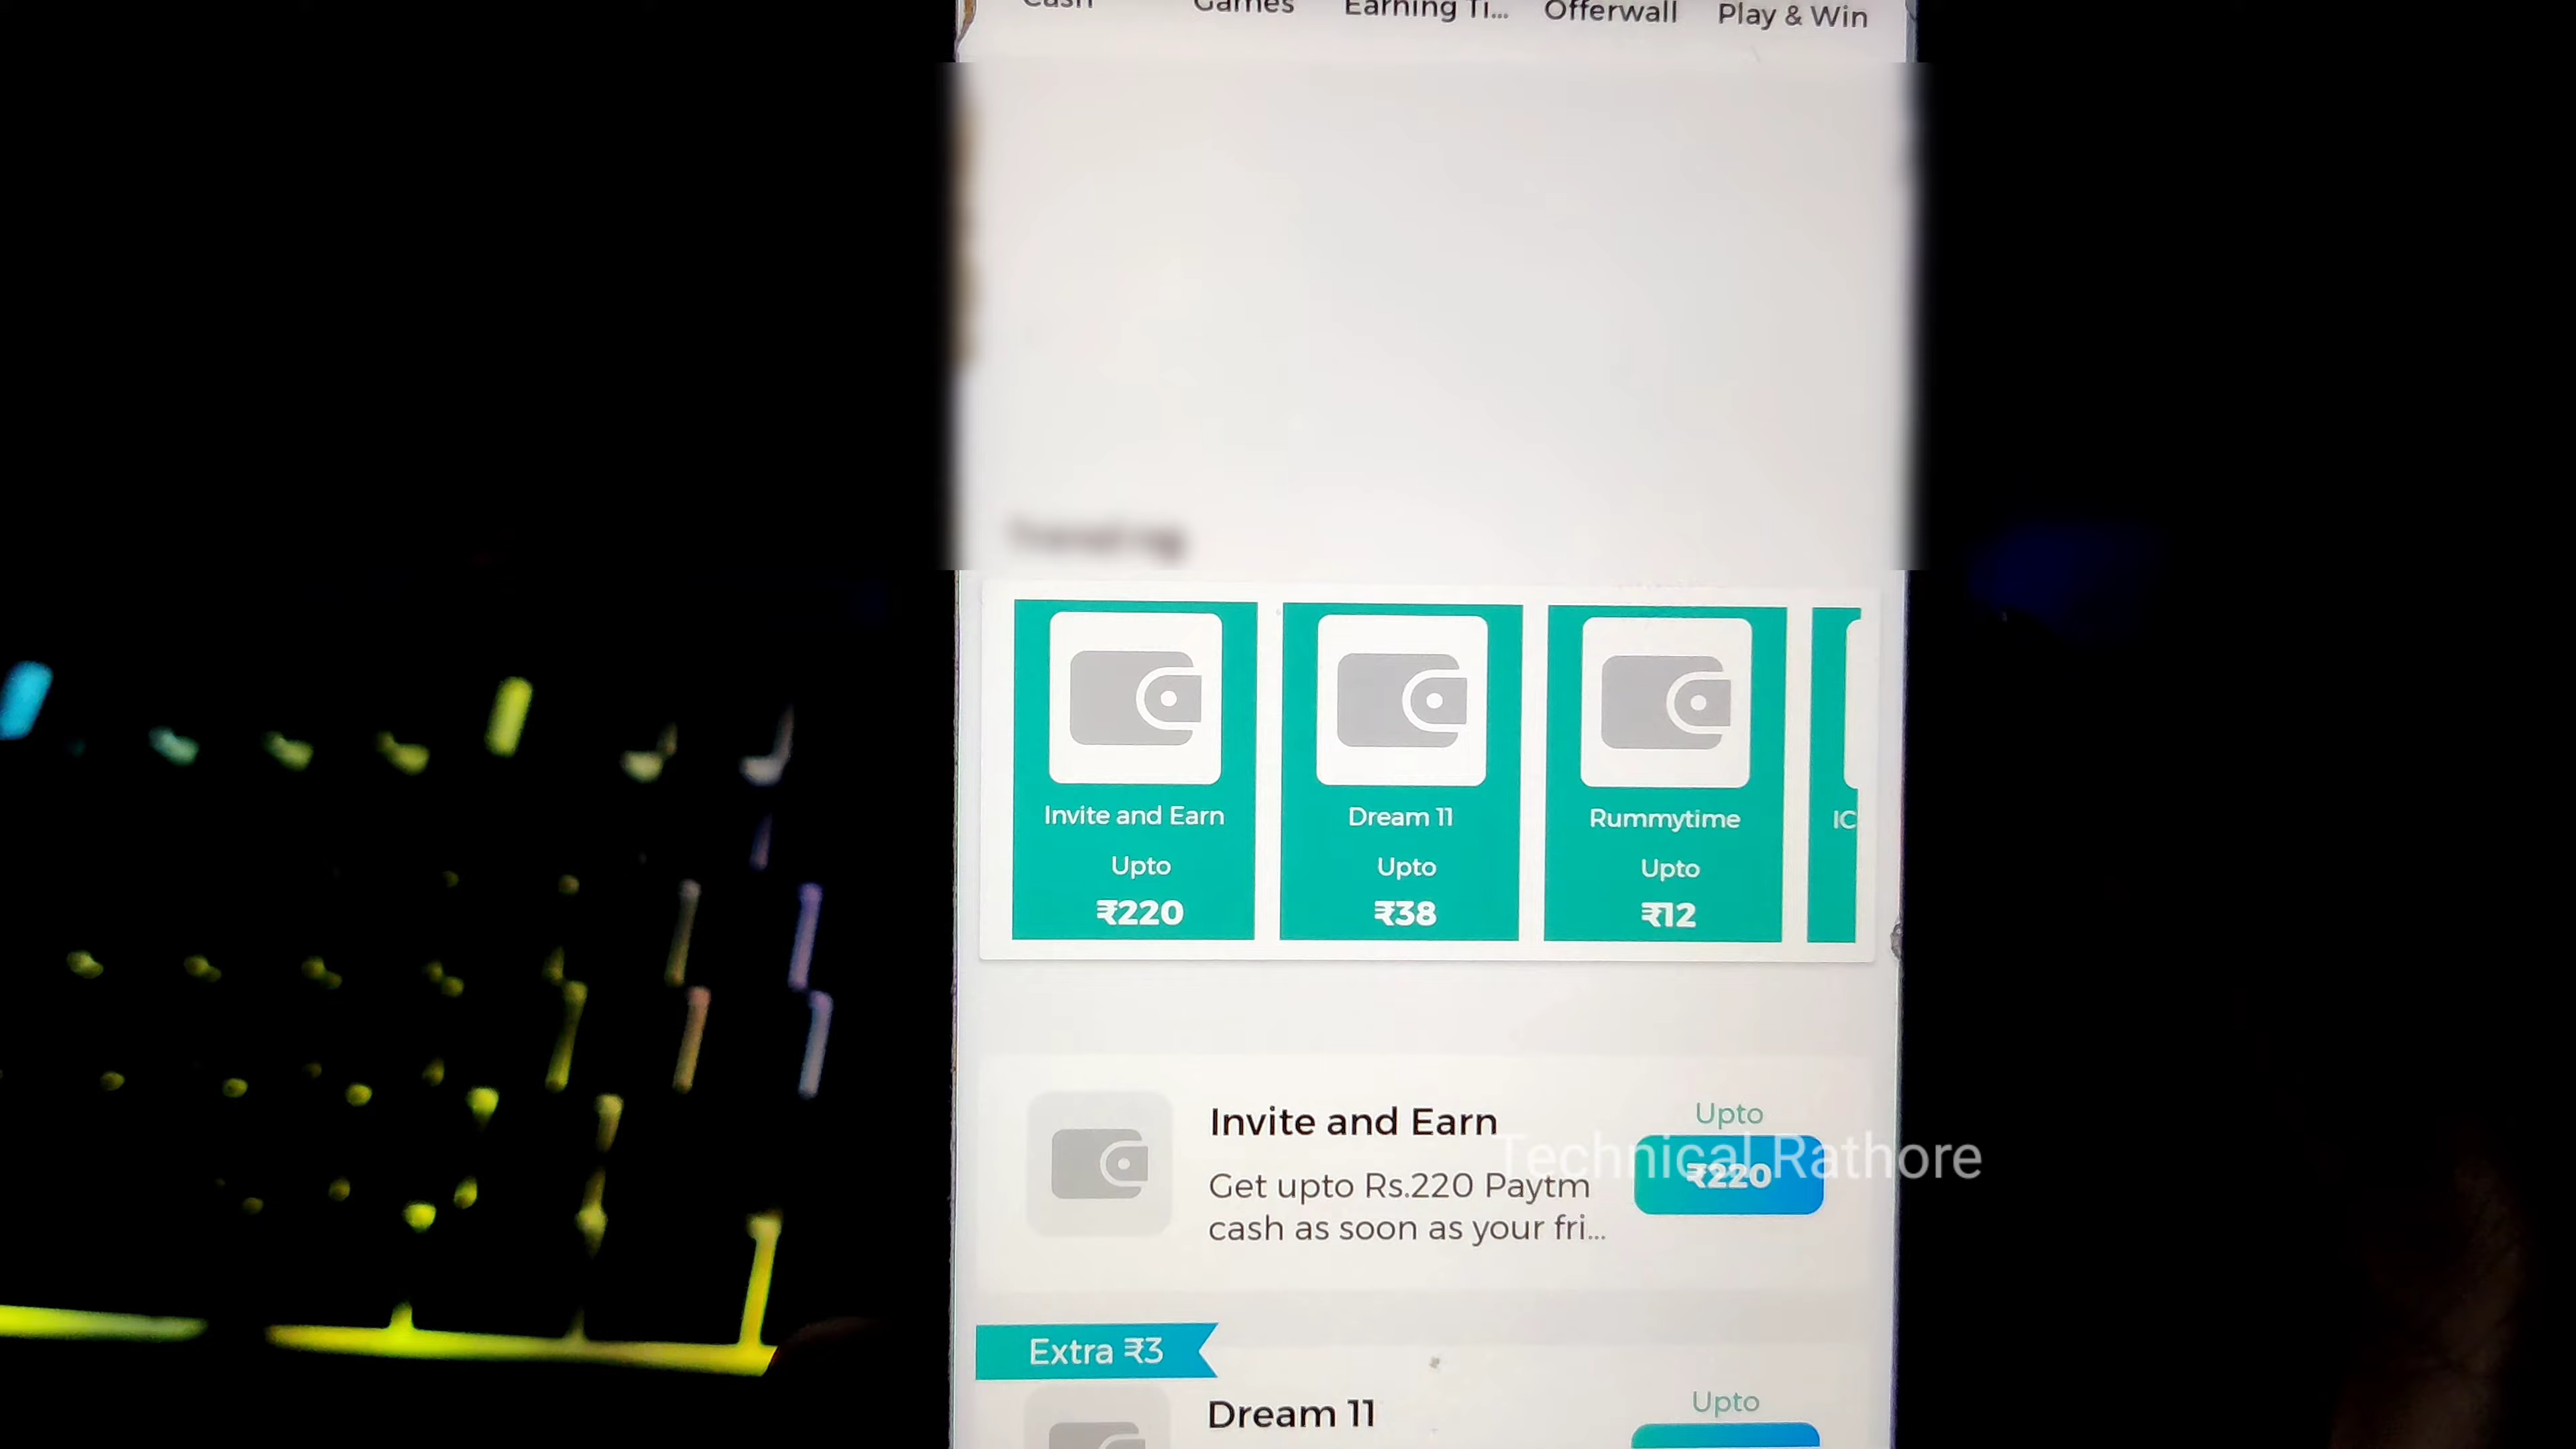 Cash Games Earning Ti... Offerwall Play & Win
Trending
Invite and Earn
Upto
₹220
Dream 11
Upto
₹38
Rummytime
Upto
₹12
IC
Invite and Earn
Get upto Rs.220 Paytm
cash as soon as your fri...
Upto
₹220
Technical Rathore
Extra ₹3
Dream 11
Upto